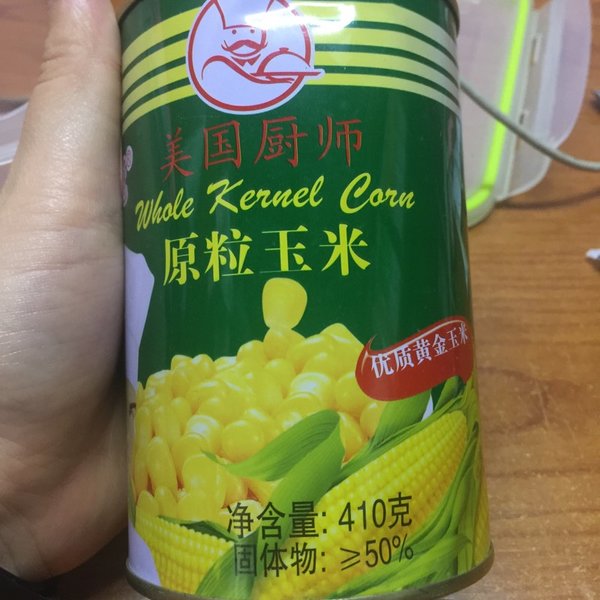 美国厨师
Whole Kernel Corn
原粒玉米
优质黄金玉米
净含量: 410克
固体物: ≥50%